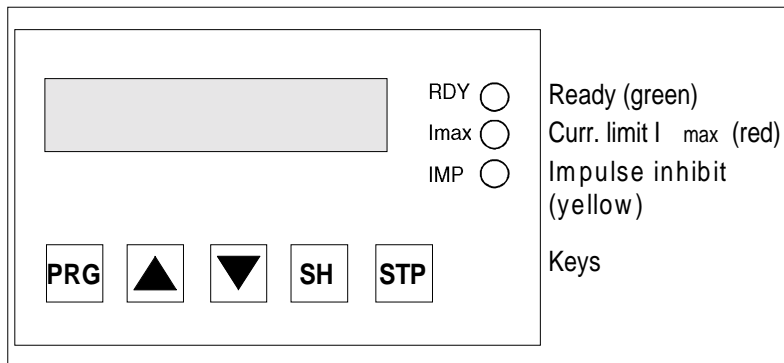 RDY Ready (green)
Imax Curr. limit I max (red)
IMP Impulse inhibit
(yellow)
PRG SH STP Keys